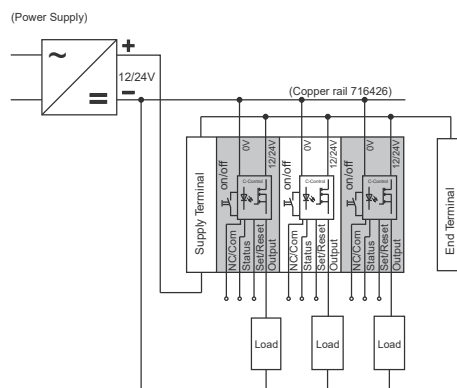 (Power Supply)
~
+
12/24V
=
−
(Copper rail 716426)
Supply Terminal
on/off
0V
12/24V
C-Control
NC/Com
Status
Set/Reset
Output
on/off
0V
12/24V
C-Control
NC/Com
Status
Set/Reset
Output
on/off
0V
12/24V
C-Control
NC/Com
Status
Set/Reset
Output
End Terminal
Load
Load
Load